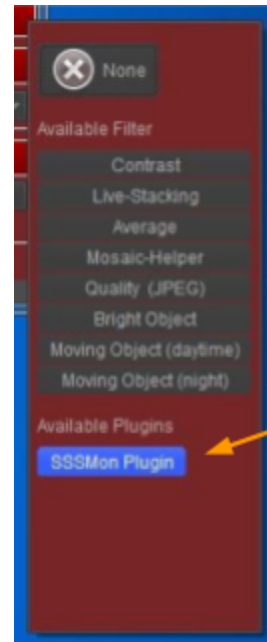 None
Available Filter
Contrast
Live-Stacking
Average
Mosaic-Helper
Quality (JPEG)
Bright Object
Moving Object (daytime)
Moving Object (night)
Available Plugins
SSSMon Plugin